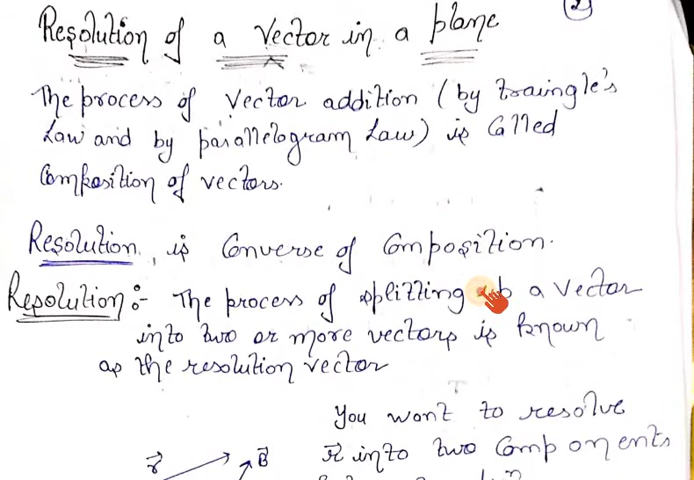 (2)
Resolution of a Vector in a plane
The process of Vector addition (by traingle's
Law and by parallelogram Law) is Called
Composition of vectors.
Resolution is Converse of Composition.
Resolution :- The process of splitting up a Vector
into two or more vectors is known
as the resolution vector
You want to resolve
r⃗ B⃗ r⃗ into two Components